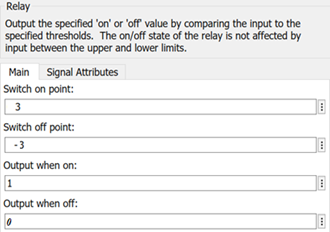 Relay
Output the specified 'on' or 'off' value by comparing the input to the
specified thresholds.  The on/off state of the relay is not affected by
input between the upper and lower limits.
Main Signal Attributes
Switch on point:
3
Switch off point:
-3
Output when on:
1
Output when off:
0